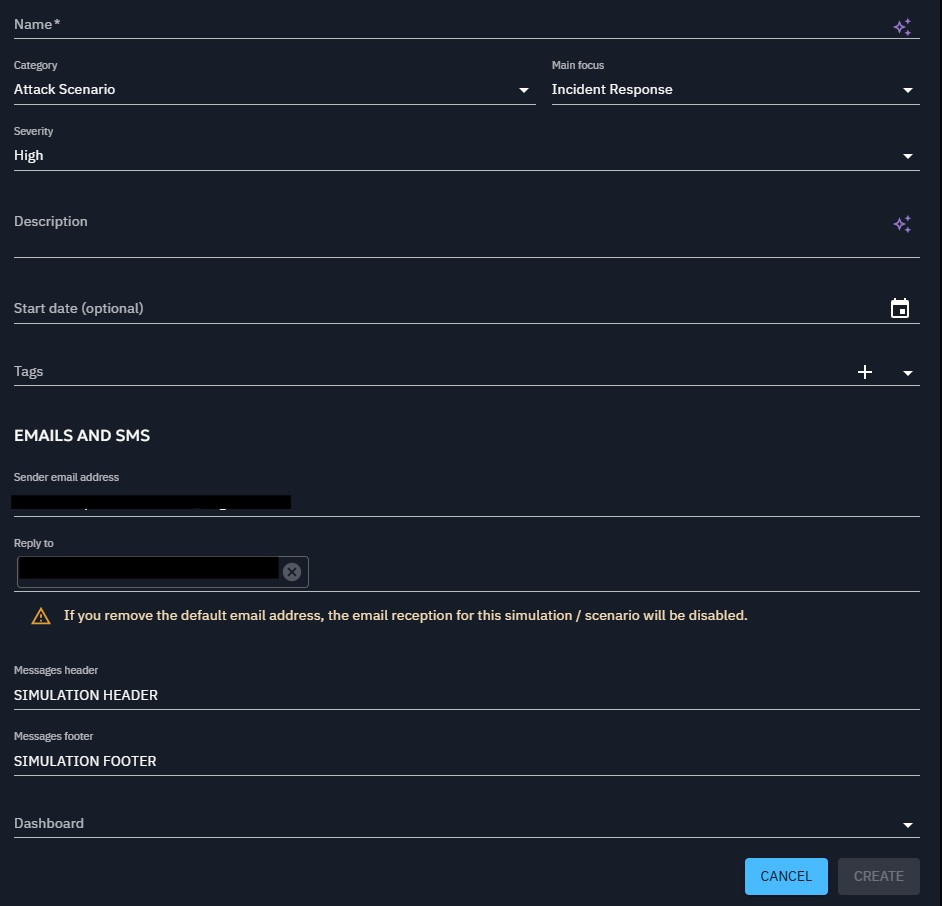 Name*
Category
Main focus
Attack Scenario
Incident Response
Severity
High
Description
Start date (optional)
Tags
EMAILS AND SMS
Sender email address
Reply to
If you remove the default email address, the email reception for this simulation / scenario will be disabled.
Messages header
SIMULATION HEADER
Messages footer
SIMULATION FOOTER
Dashboard
CANCEL
CREATE